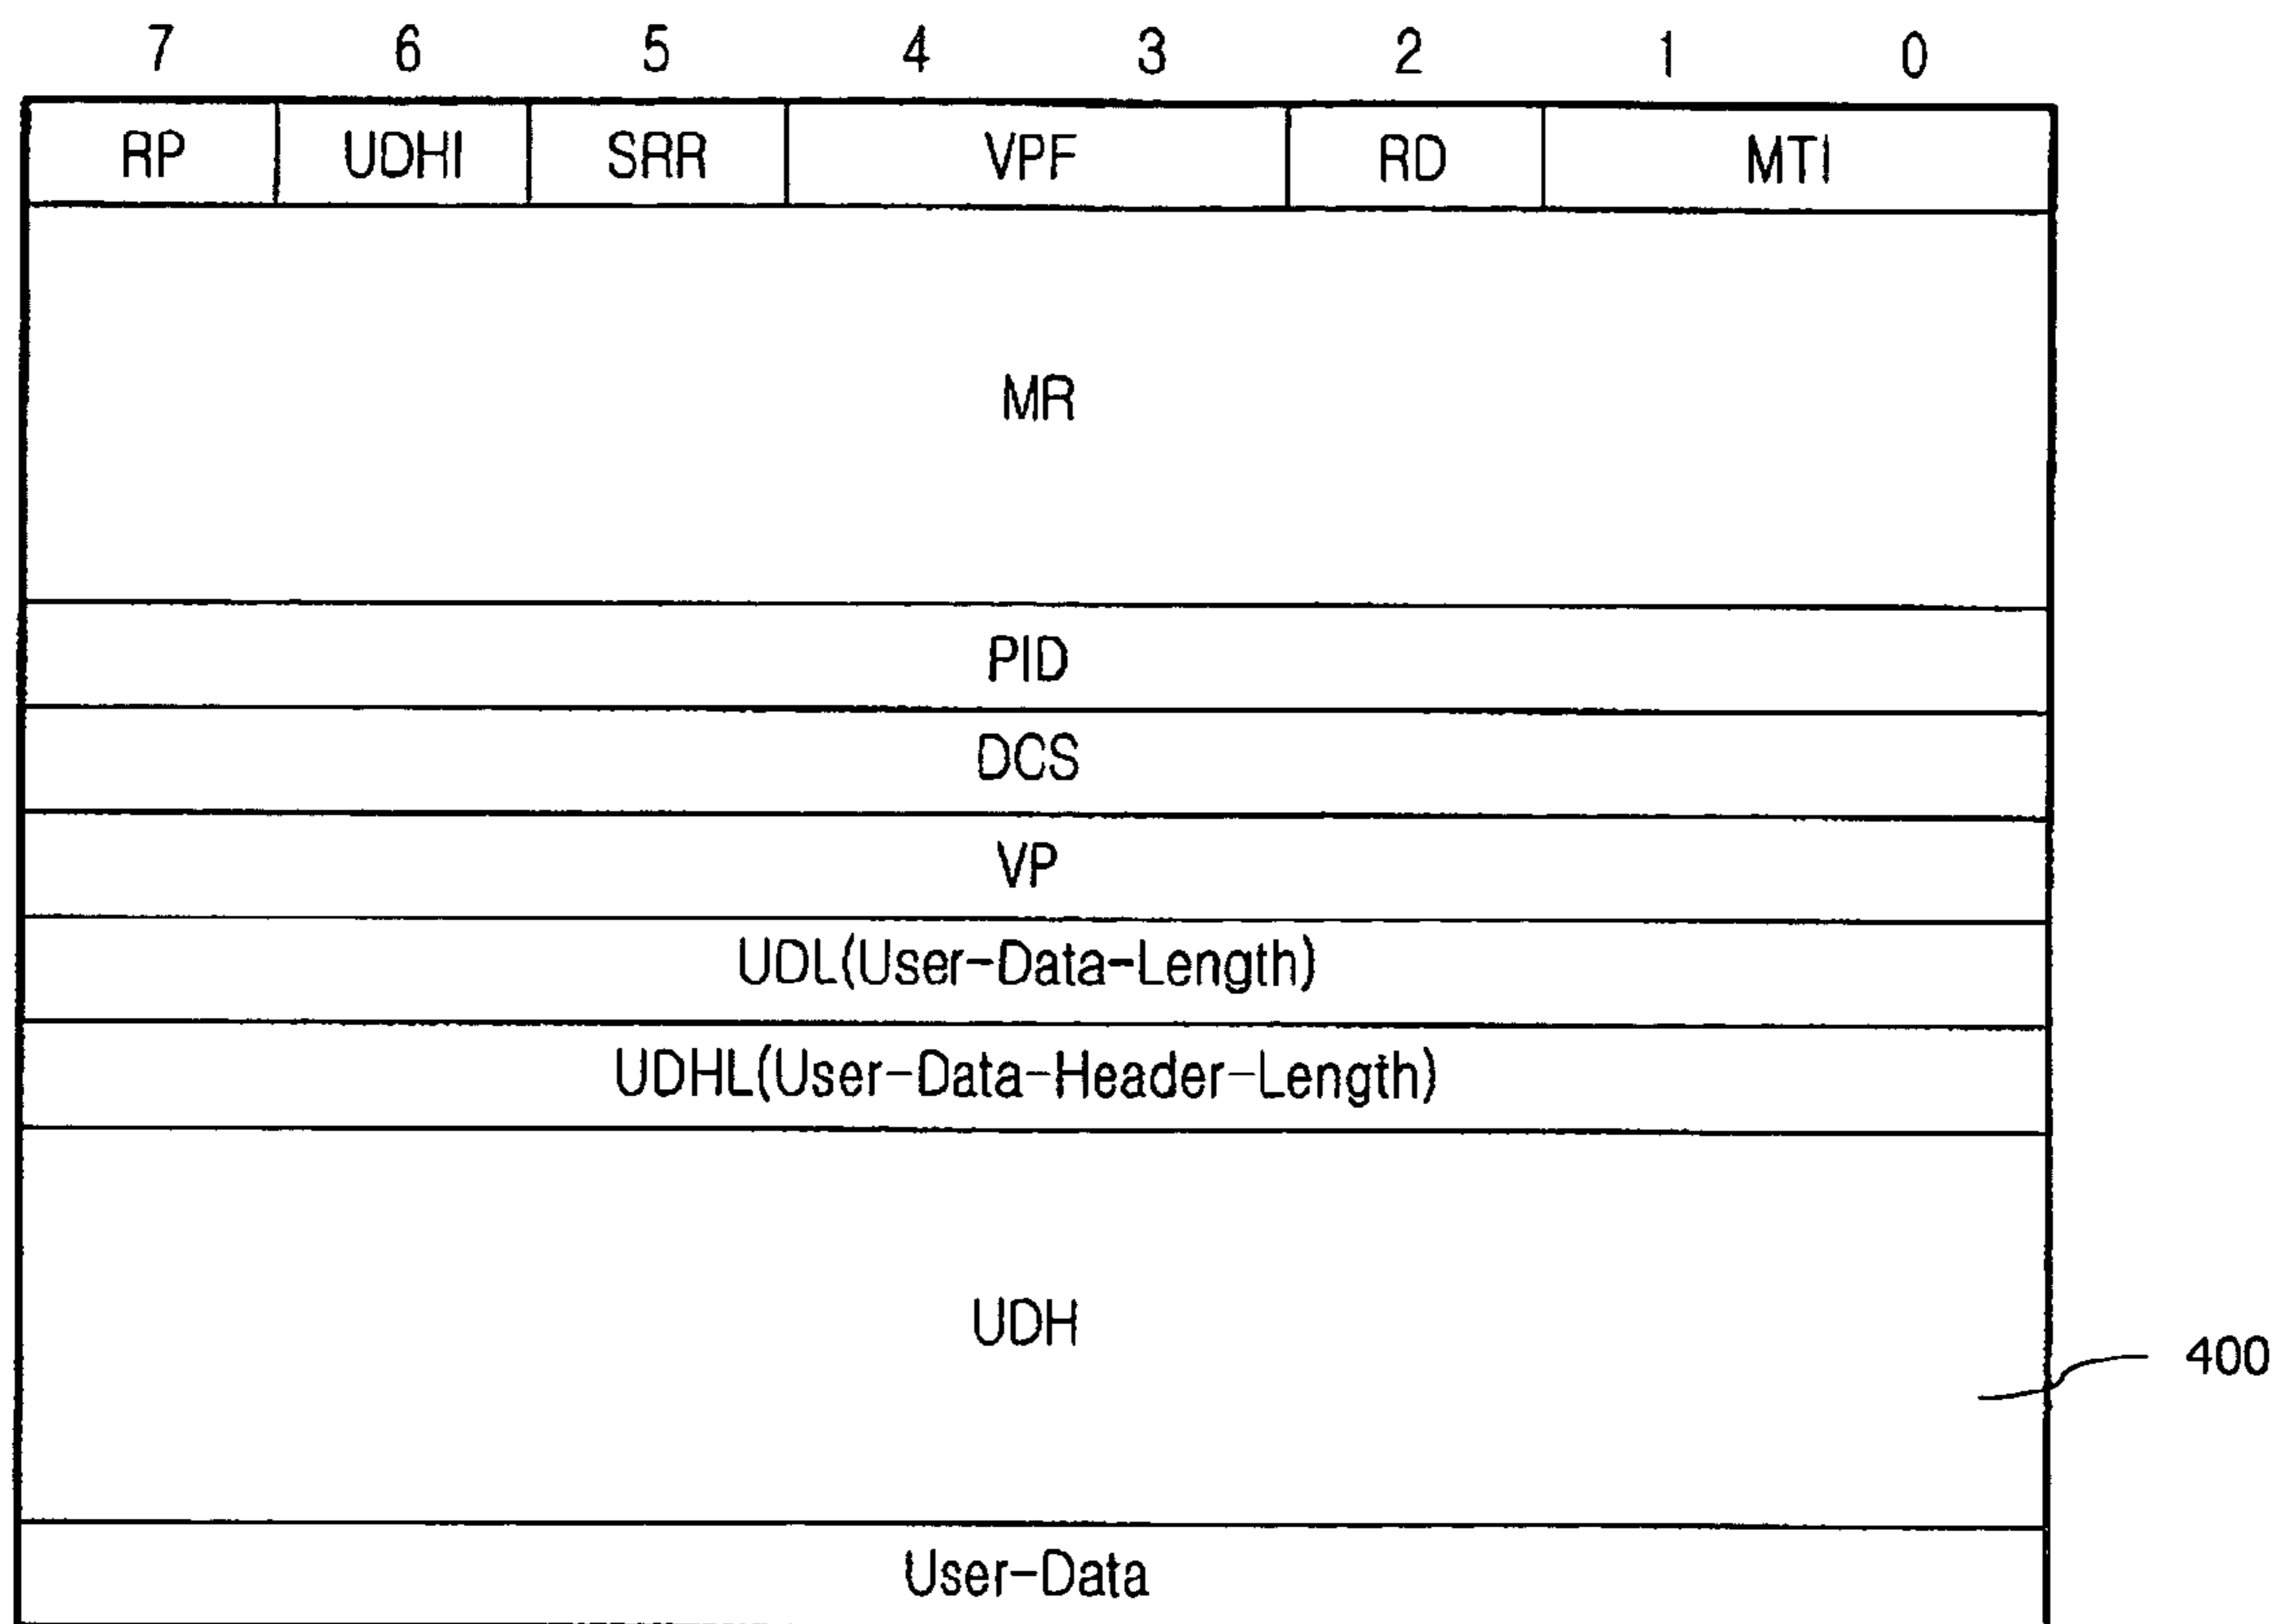 7 6 5 4 3 2 1 0
RP UDHI SRR VPF RD MTI
MR
PID
DCS
VP
UDL(User-Data-Length)
UDHL(User-Data-Header-Length)
UDH
400
User-Data